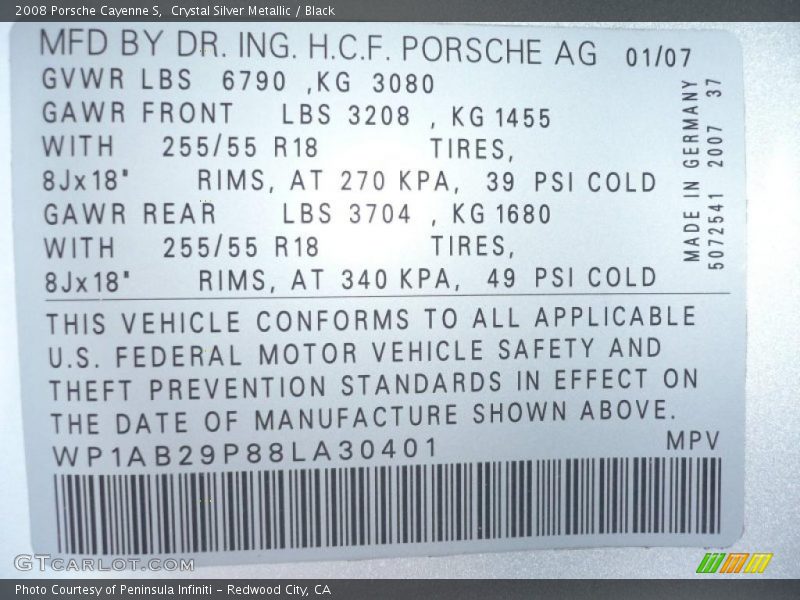 2008 Porsche Cayenne S,  Crystal Silver Metallic / Black
MFD BY DR. ING. H.C.F. PORSCHE AG 01/07
GVWR LBS 6790 ,KG 3080
GAWR FRONT LBS 3208 , KG 1455
WITH 255/55 R18 TIRES,
8Jx18" RIMS, AT 270 KPA, 39 PSI COLD
GAWR REAR LBS 3704 , KG 1680
WITH 255/55 R18 TIRES,
8Jx18" RIMS, AT 340 KPA, 49 PSI COLD
MADE IN GERMANY
5072541 2007 37
THIS VEHICLE CONFORMS TO ALL APPLICABLE
U.S. FEDERAL MOTOR VEHICLE SAFETY AND
THEFT PREVENTION STANDARDS IN EFFECT ON
THE DATE OF MANUFACTURE SHOWN ABOVE.
WP1AB29P88LA30401 MPV
GTCarLot.com
Photo Courtesy of Peninsula Infiniti – Redwood City, CA